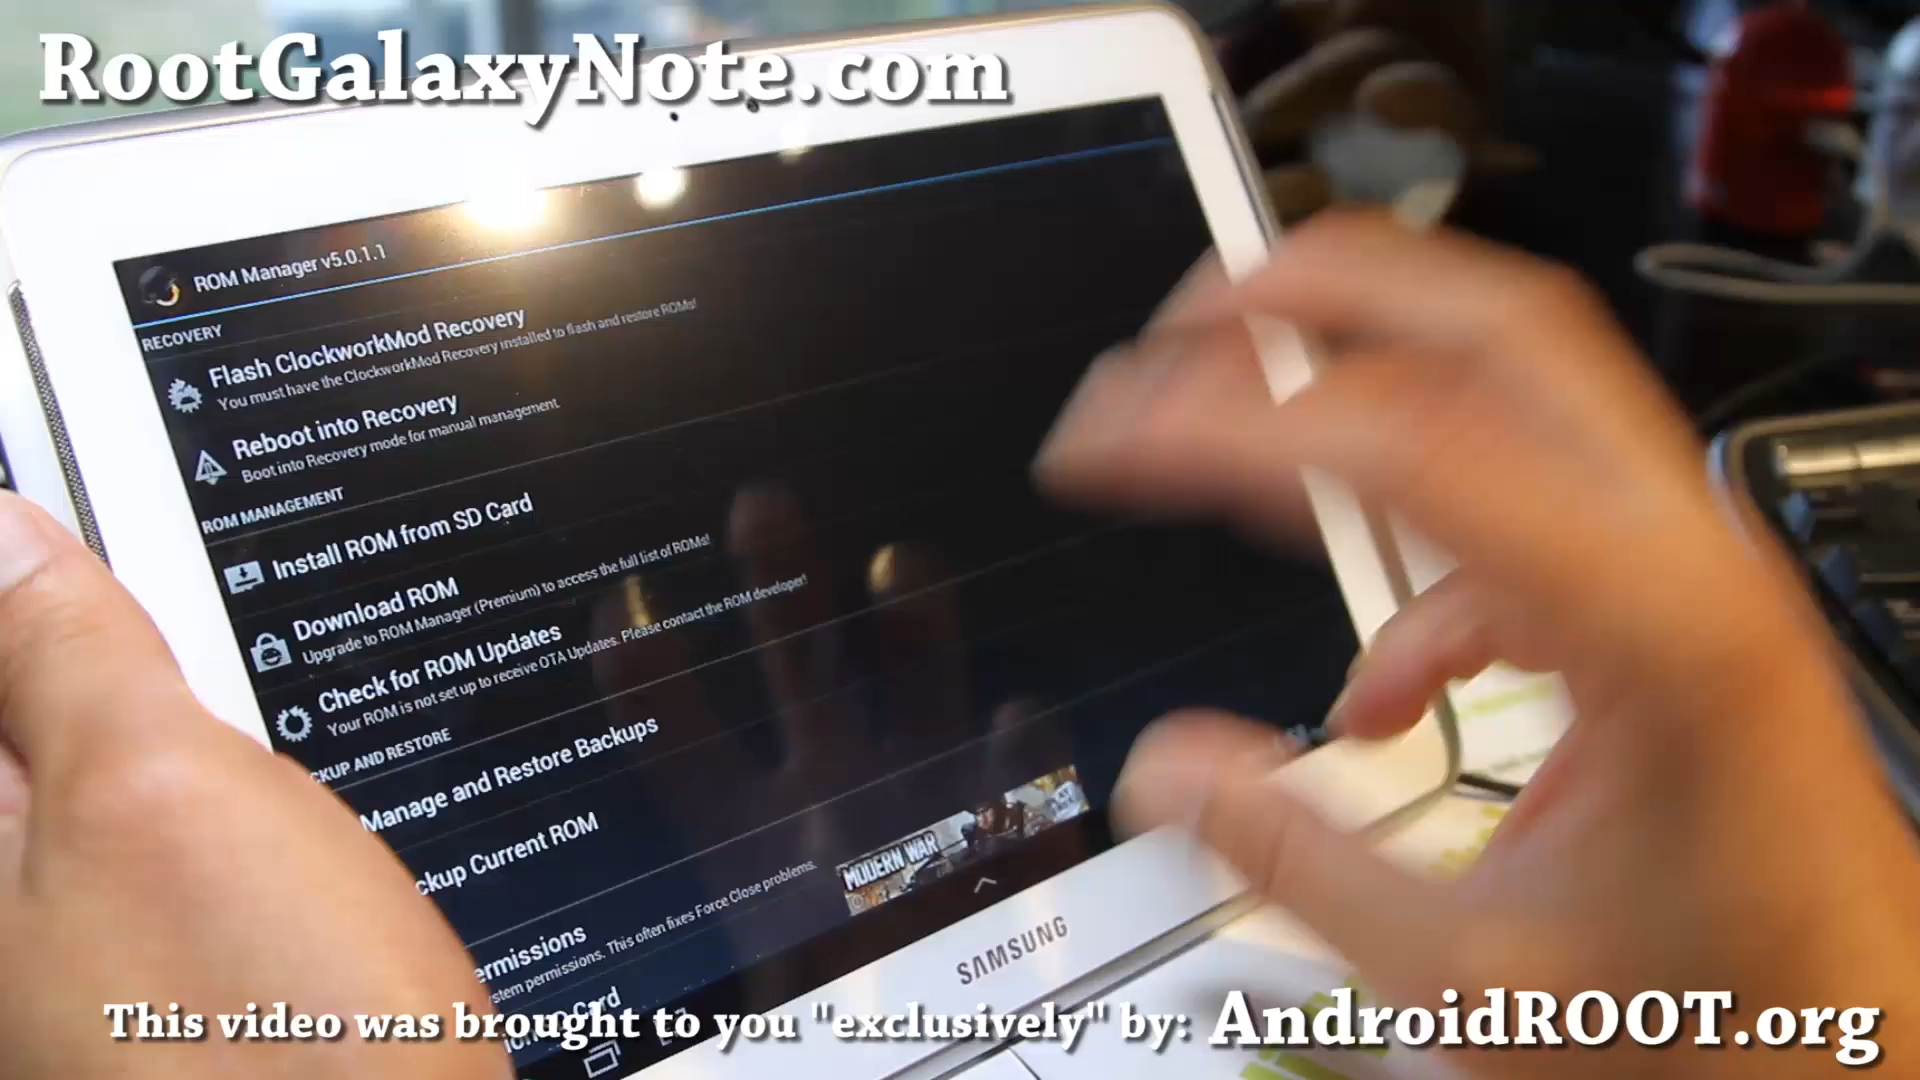 RootGalaxyNote.com
ROM Manager v5.0.1.1
RECOVERY
Flash ClockworkMod Recovery
You must have the ClockworkMod Recovery installed to flash and restore ROMs!
Reboot into Recovery
Boot into Recovery mode for manual management.
ROM MANAGEMENT
Install ROM from SD Card
Download ROM
Upgrade to ROM Manager (Premium) to access the full list of ROMs!
Check for ROM Updates
Your ROM is not set up to receive OTA Updates. Please contact the ROM developer!
CKUP AND RESTORE
Manage and Restore Backups
ckup Current ROM
ermissions
stem permissions. This often fixes Force Close problems.
Card
MODERN WAR
SAMSUNG
This video was brought to you "exclusively" by: AndroidROOT.org